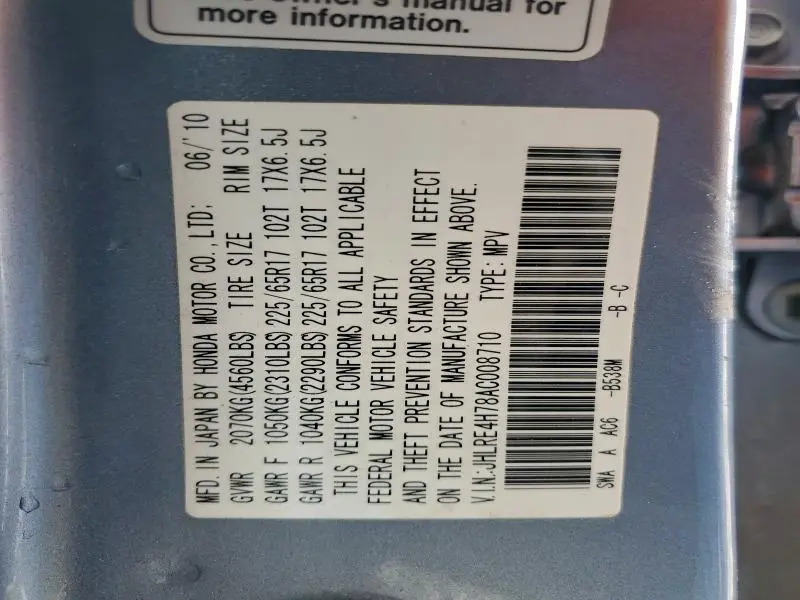 Owner's manual for
more information.
MFD. IN JAPAN BY HONDA MOTOR CO.,LTD: 06/'10
GVWR 2070KG(4560LBS) TIRE SIZE RIM SIZE
GAWR F 1050KG(2310LBS) 225/65R17 102T 17X6.5J
GAWR R 1040KG(2290LBS) 225/65R17 102T 17X6.5J
THIS VEHICLE CONFORMS TO ALL APPLICABLE
FEDERAL MOTOR VEHICLE SAFETY
AND THEFT PREVENTION STANDARDS IN EFFECT
ON THE DATE OF MANUFACTURE SHOWN ABOVE.
V.I.N.:JHLRE4H78AC008710 TYPE: MPV
SWA A AC6 -B538M -B -C